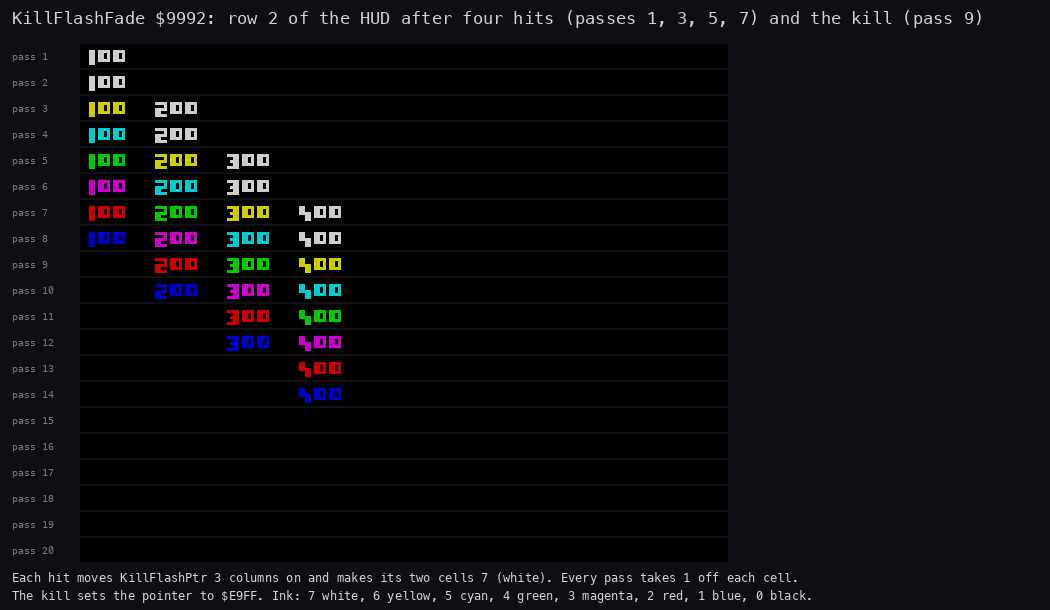 KillFlashFade $9992: row 2 of the HUD after four hits (passes 1, 3, 5, 7) and the kill (pass 9)
pass 1 100
pass 2 100
pass 3 100 200
pass 4 100 200
pass 5 100 200 300
pass 6 100 200 300
pass 7 100 200 300 400
pass 8 100 200 300 400
pass 9 200 300 400
pass 10 200 300 400
pass 11 300 400
pass 12 300 400
pass 13 400
pass 14 400
pass 15
pass 16
pass 17
pass 18
pass 19
pass 20
Each hit moves KillFlashPtr 3 columns on and makes its two cells 7 (white). Every pass takes 1 off each cell.
The kill sets the pointer to $E9FF. Ink: 7 white, 6 yellow, 5 cyan, 4 green, 3 magenta, 2 red, 1 blue, 0 black.